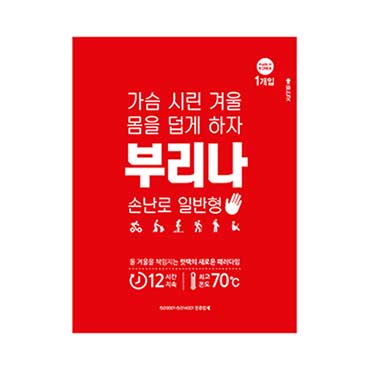 1개입
가슴 시린 겨울
몸을 덥게 하자
부리나
손난로 일반형
올 겨울을 책임지는 핫팩의 새로운 패러다임
12시간 지속
최고 온도 70℃